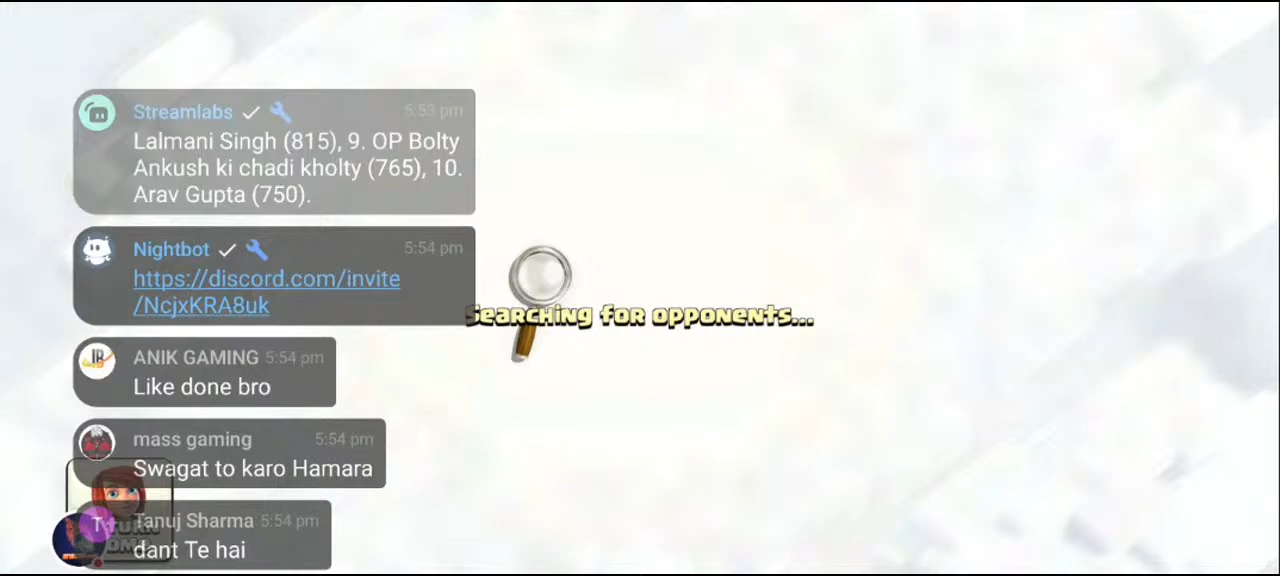 Streamlabs 5:53 pm
Lalmani Singh (815), 9. OP Bolty
Ankush ki chadi kholty (765), 10.
Arav Gupta (750).
Nightbot 5:54 pm
https://discord.com/invite
/NcjxKRA8uk
Searching for opponents...
ANIK GAMING 5:54 pm
Like done bro
mass gaming 5:54 pm
Swagat to karo Hamara
Tanuj Sharma 5:54 pm
dant Te hai